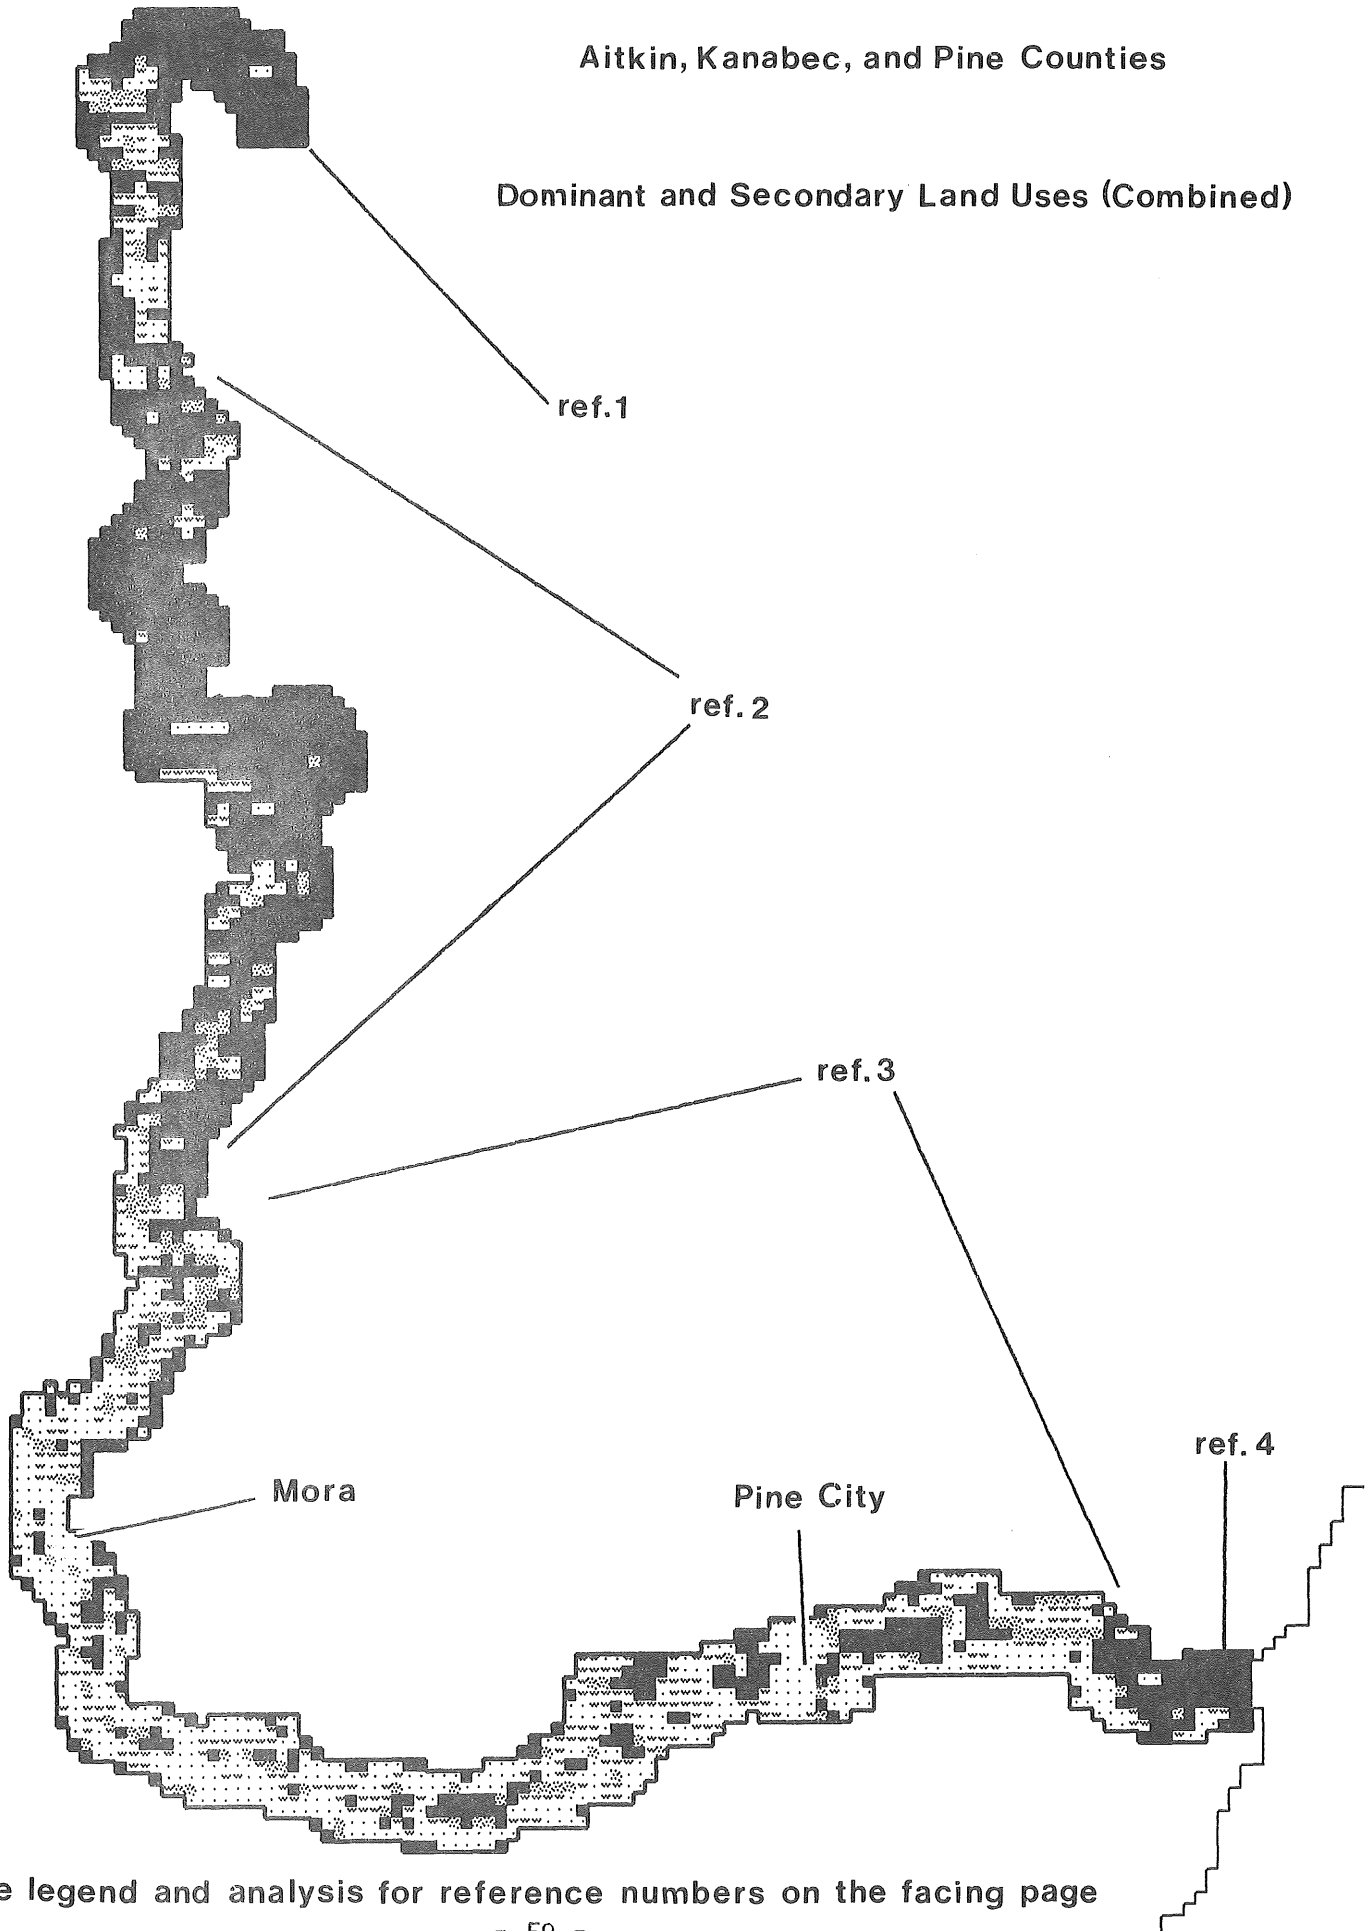 Aitkin, Kanabec, and Pine Counties
Dominant and Secondary Land Uses (Combined)
ref.1
ref. 2
ref. 3
ref. 4
Mora
Pine City
e legend and analysis for reference numbers on the facing page